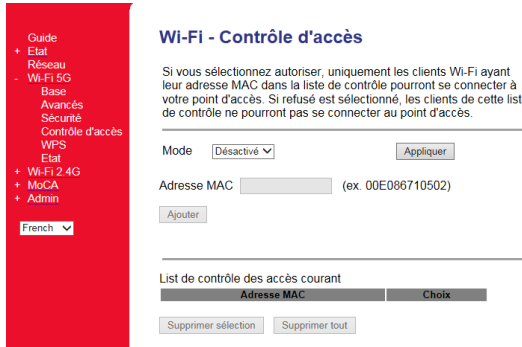 Guide
+ Etat
Réseau
- Wi-Fi 5G
Base
Avancés
Sécurité
Contrôle d'accès
WPS
Etat
+ Wi-Fi 2.4G
+ MoCA
+ Admin
French
Wi-Fi - Contrôle d'accès
Si vous sélectionnez autoriser, uniquement les clients Wi-Fi ayant
leur adresse MAC dans la liste de contrôle pourront se connecter à
votre point d'accès. Si refusé est sélectionné, les clients de cette list
de contrôle ne pourront pas se connecter au point d'accès.
Mode Désactivé Appliquer
Adresse MAC (ex. 00E086710502)
Ajouter
List de contrôle des accès courant
Adresse MAC Choix
Supprimer sélection Supprimer tout